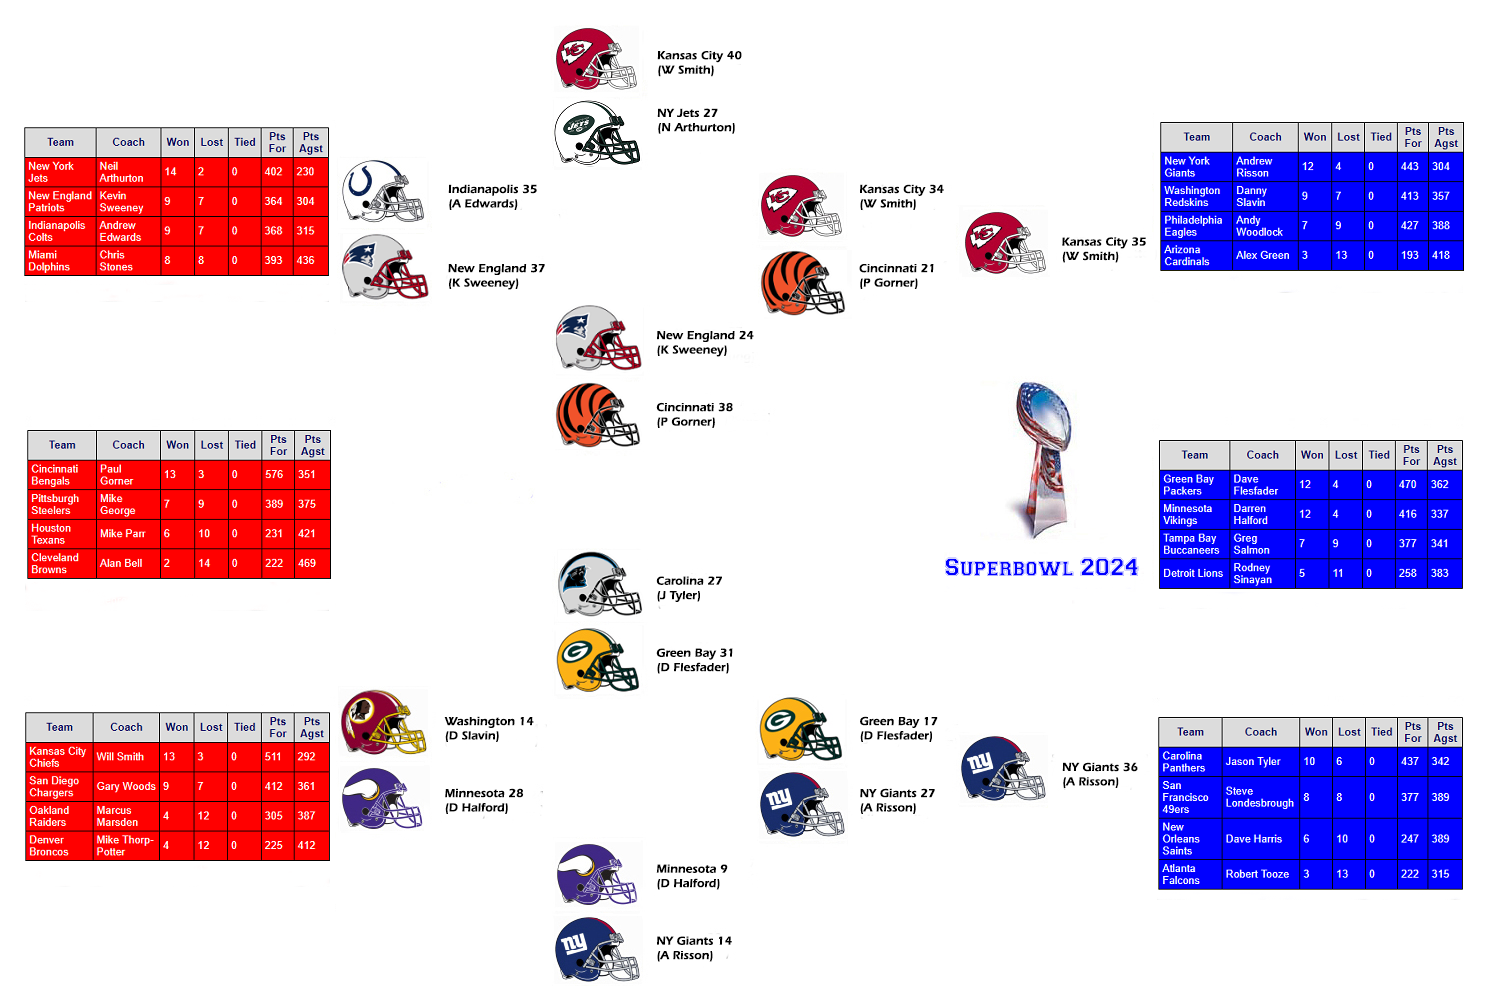 Kansas City 40
(W Smith)
NY Jets 27
(N Arthurton)
Team Coach Won Lost Tied Pts For Pts Agst
New York Jets Neil Arthurton 14 2 0 402 230
New England Patriots Kevin Sweeney 9 7 0 364 304
Indianapolis Colts Andrew Edwards 9 7 0 368 315
Miami Dolphins Chris Stones 8 8 0 393 436
Indianapolis 35
(A Edwards)
New England 37
(K Sweeney)
Kansas City 34
(W Smith)
Cincinnati 21
(P Gorner)
Kansas City 35
(W Smith)
Team Coach Won Lost Tied Pts For Pts Agst
New York Giants Andrew Risson 12 4 0 443 304
Washington Redskins Danny Slavin 9 7 0 413 357
Philadelphia Eagles Andy Woodlock 7 9 0 427 388
Arizona Cardinals Alex Green 3 13 0 193 418
New England 24
(K Sweeney)
Cincinnati 38
(P Gorner)
Team Coach Won Lost Tied Pts For Pts Agst
Cincinnati Bengals Paul Gorner 13 3 0 576 351
Pittsburgh Steelers Mike George 7 9 0 389 375
Houston Texans Mike Parr 6 10 0 231 421
Cleveland Browns Alan Bell 2 14 0 222 469
Superbowl 2024
Team Coach Won Lost Tied Pts For Pts Agst
Green Bay Packers Dave Flesfader 12 4 0 470 362
Minnesota Vikings Darren Halford 12 4 0 416 337
Tampa Bay Buccaneers Greg Salmon 7 9 0 377 341
Detroit Lions Rodney Sinayan 5 11 0 258 383
Carolina 27
(J Tyler)
Green Bay 31
(D Flesfader)
Team Coach Won Lost Tied Pts For Pts Agst
Kansas City Chiefs Will Smith 13 3 0 511 292
San Diego Chargers Gary Woods 9 7 0 412 361
Oakland Raiders Marcus Marsden 4 12 0 305 387
Denver Broncos Mike Thorp-Potter 4 12 0 225 412
Washington 14
(D Slavin)
Minnesota 28
(D Halford)
Green Bay 17
(D Flesfader)
NY Giants 27
(A Risson)
NY Giants 36
(A Risson)
Team Coach Won Lost Tied Pts For Pts Agst
Carolina Panthers Jason Tyler 10 6 0 437 342
San Francisco 49ers Steve Londesbrough 8 8 0 377 389
New Orleans Saints Dave Harris 6 10 0 247 389
Atlanta Falcons Robert Tooze 3 13 0 222 315
Minnesota 9
(D Halford)
NY Giants 14
(A Risson)